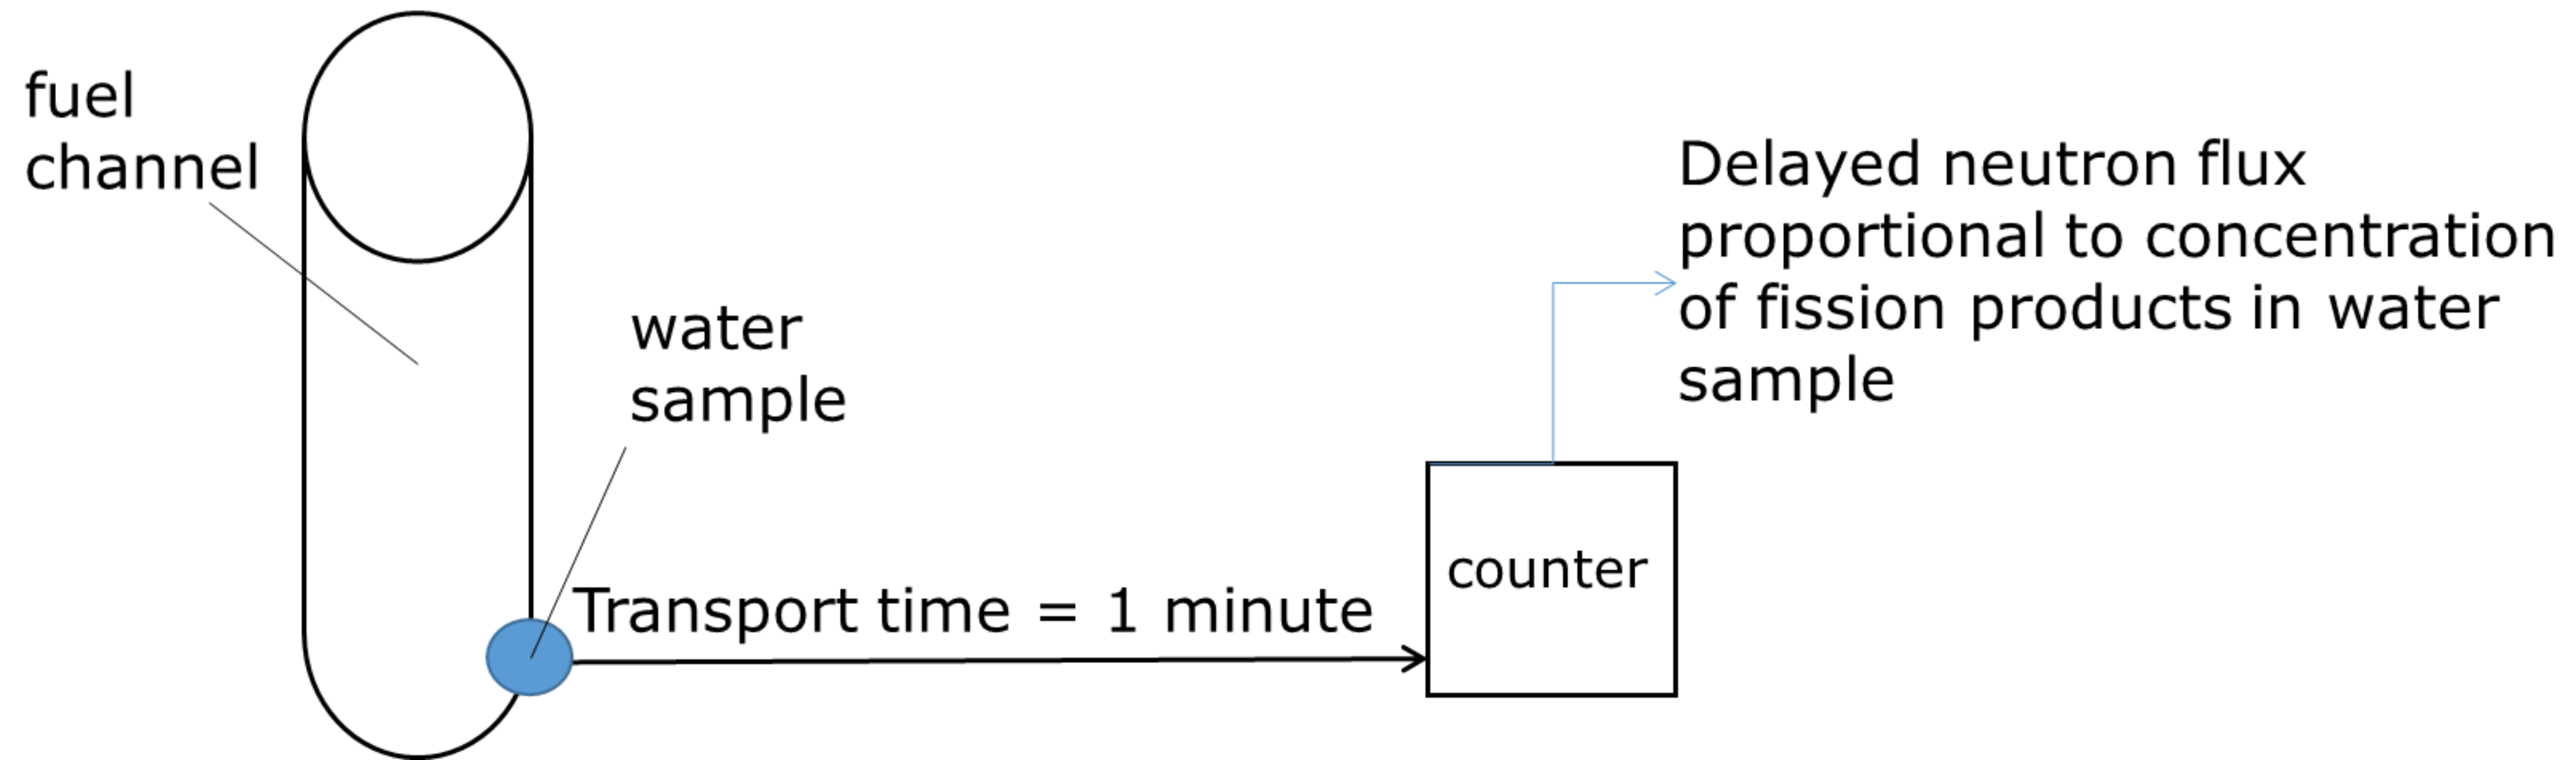 fuel
channel
water
sample
Transport time = 1 minute
counter
Delayed neutron flux
proportional to concentration
of fission products in water
sample